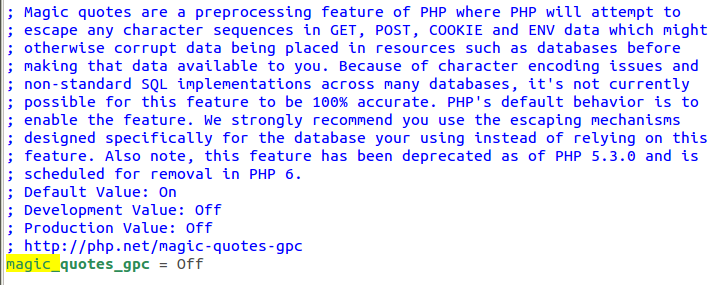 ; Magic quotes are a preprocessing feature of PHP where PHP will attempt to
; escape any character sequences in GET, POST, COOKIE and ENV data which might
; otherwise corrupt data being placed in resources such as databases before
; making that data available to you. Because of character encoding issues and
; non-standard SQL implementations across many databases, it's not currently
; possible for this feature to be 100% accurate. PHP's default behavior is to
; enable the feature. We strongly recommend you use the escaping mechanisms
; designed specifically for the database your using instead of relying on this
; feature. Also note, this feature has been deprecated as of PHP 5.3.0 and is
; scheduled for removal in PHP 6.
; Default Value: On
; Development Value: Off
; Production Value: Off
; http://php.net/magic-quotes-gpc
magic_quotes_gpc = Off